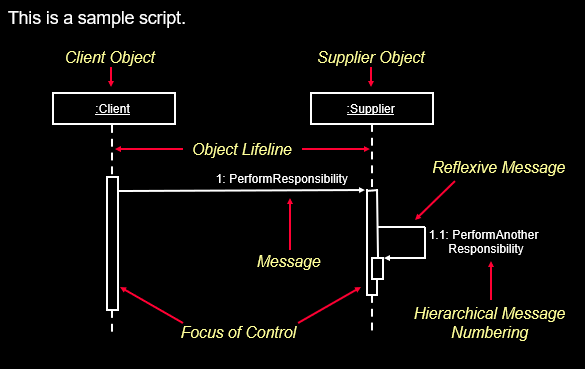 This is a sample script.
Client Object
Supplier Object
:Client
:Supplier
Object Lifeline
Reflexive Message
1: PerformResponsibility
1.1: PerformAnother
Responsibility
Message
Hierarchical Message
Numbering
Focus of Control